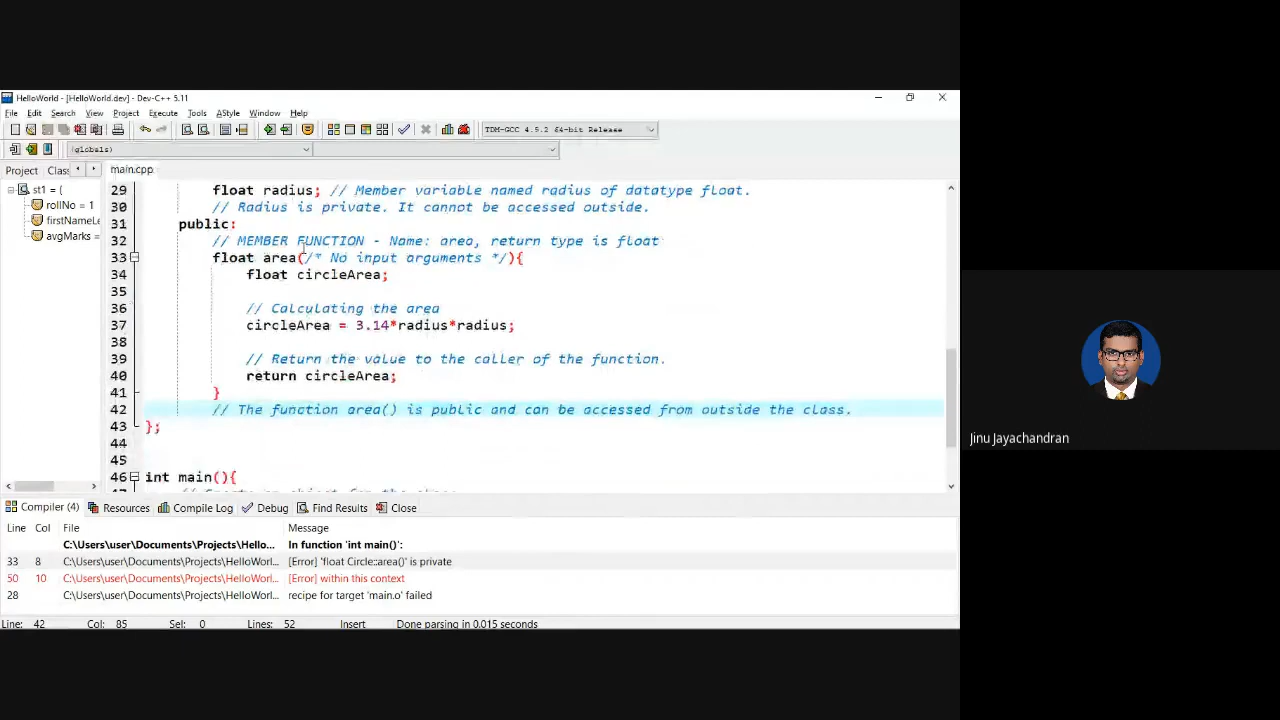 HelloWorld - [HelloWorld.dev] - Dev-C++ 5.11
File Edit Search View Project Execute Tools AStyle Window Help
TDM-GCC 4.9.2 64-bit Release
(globals)
Project Class main.cpp
st1 = {
rollNo = 1
firstNameLe
avgMarks =
29 float radius; // Member variable named radius of datatype float.
30 // Radius is private. It cannot be accessed outside.
31 public:
32 // MEMBER FUNCTION - Name: area, return type is float
33 float area(/* No input arguments */){
34 float circleArea;
35
36 // Calculating the area
37 circleArea = 3.14*radius*radius;
38
39 // Return the value to the caller of the function.
40 return circleArea;
41 }
42 // The function area() is public and can be accessed from outside the class.
43 };
44
45
46 int main(){
Compiler (4) Resources Compile Log Debug Find Results Close
Line Col File Message
C:\Users\user\Documents\Projects\Hello... In function 'int main()':
33 8 C:\Users\user\Documents\Projects\HelloWorl... [Error] 'float Circle::area()' is private
50 10 C:\Users\user\Documents\Projects\HelloWorl... [Error] within this context
28 C:\Users\user\Documents\Projects\HelloWorl... recipe for target 'main.o' failed
Line: 42 Col: 85 Sel: 0 Lines: 52 Insert Done parsing in 0.015 seconds
Jinu Jayachandran